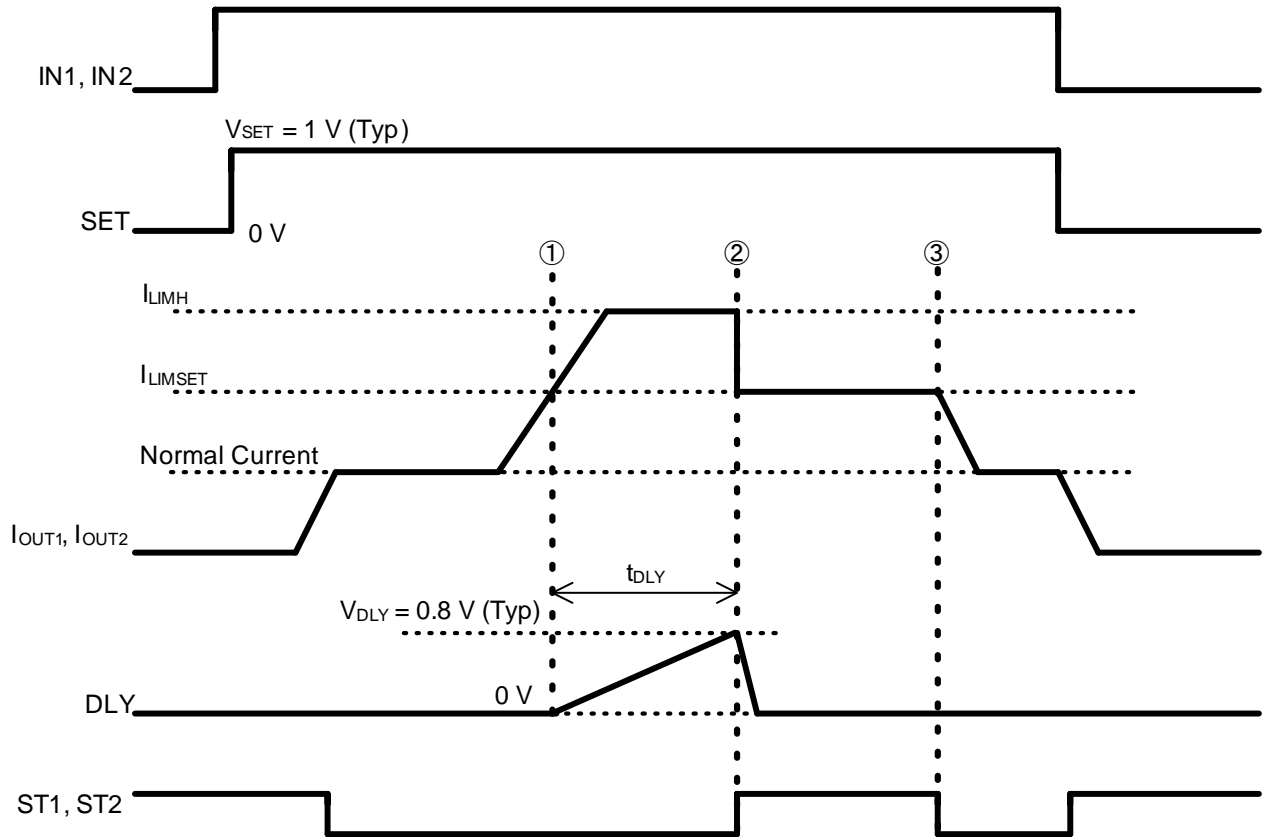 IN1, IN2
VSET = 1 V (Typ)
SET
0 V
① ② ③
ILIMH
ILIMSET
Normal Current
IOUT1, IOUT2
tDLY
VDLY = 0.8 V (Typ)
0 V
DLY
ST1, ST2